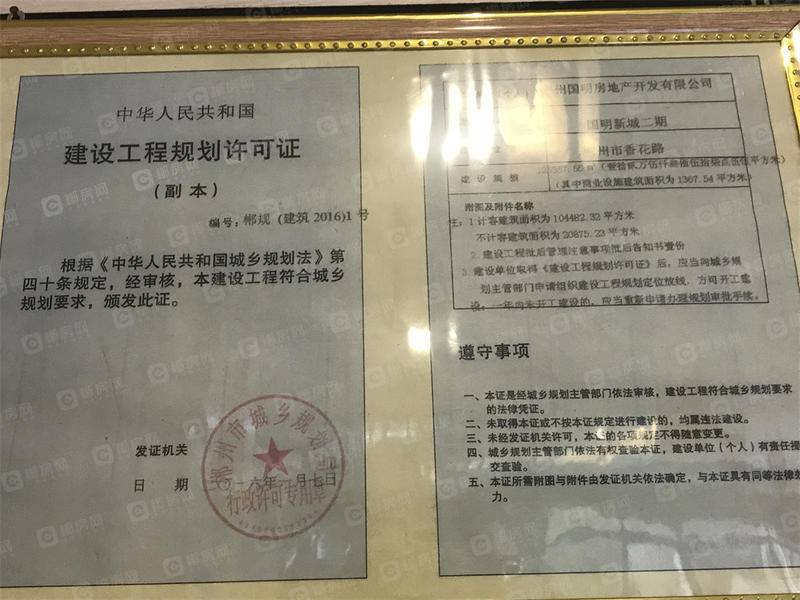 中华人民共和国
建设工程规划许可证
（副本）
编号：郴规（建筑2016）1号
根据《中华人民共和国城乡规划法》第
四十条规定，经审核，本建设工程符合城乡
规划要求，颁发此证。
发证机关
日 期
郴州市城乡规划局
行政许可专用章
州国明房地产开发有限公司
国明新城二期
州市香花路
建设规模
（其中商业设施建筑面积为1367.54平方米）
附图及附件名称
注：1 计容建筑面积为104482.32平方米
不计容建筑面积为20875.23平方米
2. 建设工程批后管理注意事项批后告知书壹份
3. 建设单位取得《建设工程规划许可证》后，应当向城乡规
划主管部门申请组织建设工程规划定位放线，方可开工建
设。一年内未开工建设的，应当重新申请办理规划审批手续。
遵守事项
一、本证是经城乡规划主管部门依法审核，建设工程符合城乡规划要求
的法律凭证。
二、未取得本证或不按本证规定进行建设的，均属违法建设。
三、未经发证机关许可，本证的各项规定不得随意变更。
四、城乡规划主管部门依法有权查验本证，建设单位（个人）有责任提
交查验。
五、本证所需附图与附件由发证机关依法确定，与本证具有同等法律效
力。
郴房网